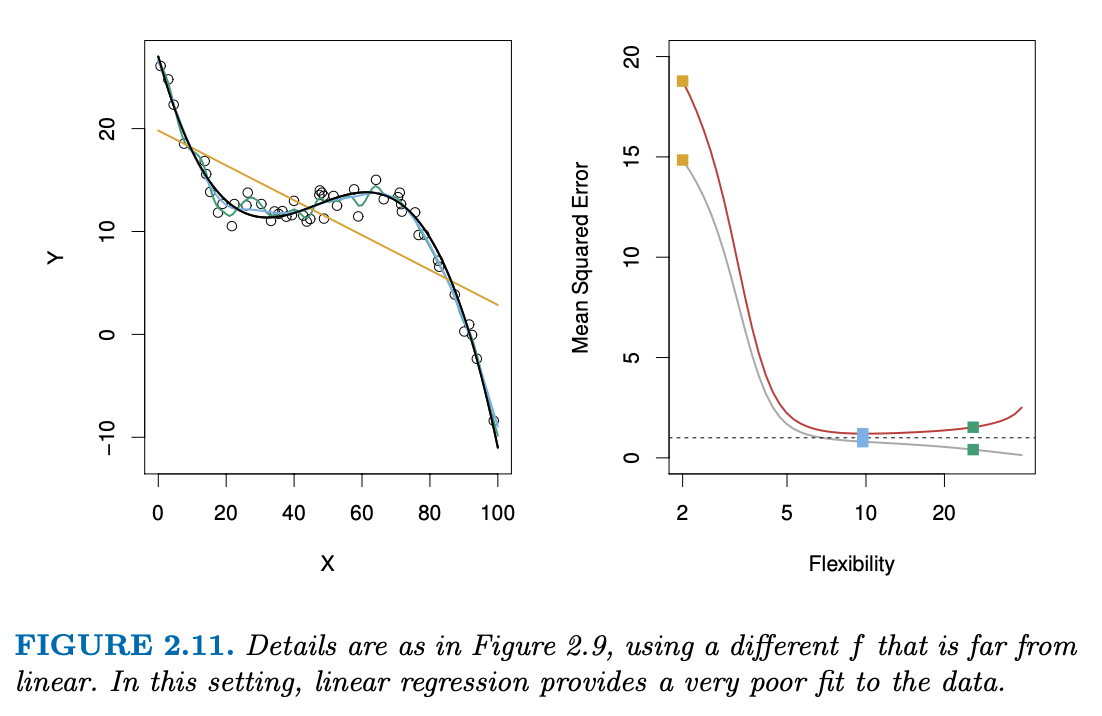 20
10
0
−10
Y
0 20 40 60 80 100
X
20
15
10
5
0
Mean Squared Error
2 5 10 20
Flexibility
FIGURE 2.11. Details are as in Figure 2.9, using a different f that is far from
linear. In this setting, linear regression provides a very poor fit to the data.